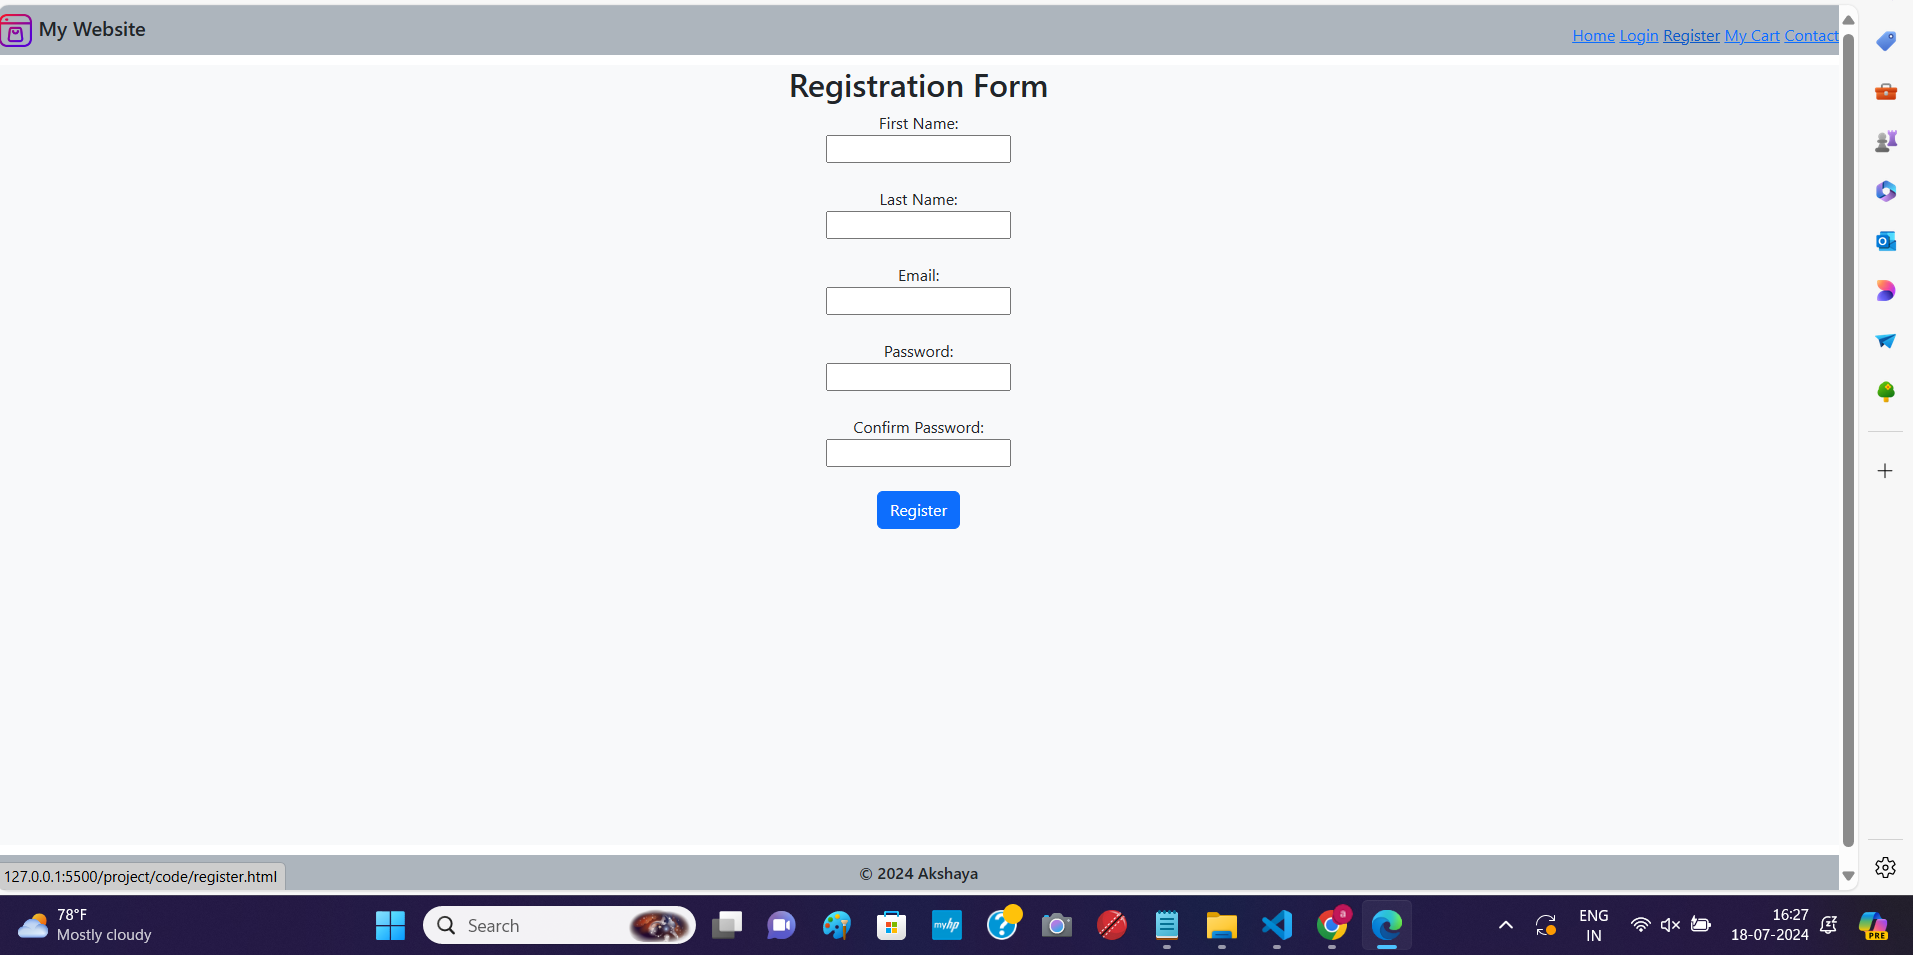 My Website
Home Login Register My Cart Contact
Registration Form
First Name:
Last Name:
Email:
Password:
Confirm Password:
Register
© 2024 Akshaya
127.0.0.1:5500/project/code/register.html
78°F
Mostly cloudy
Search
myhp
a
ENG
IN
16:27
18-07-2024
PRE